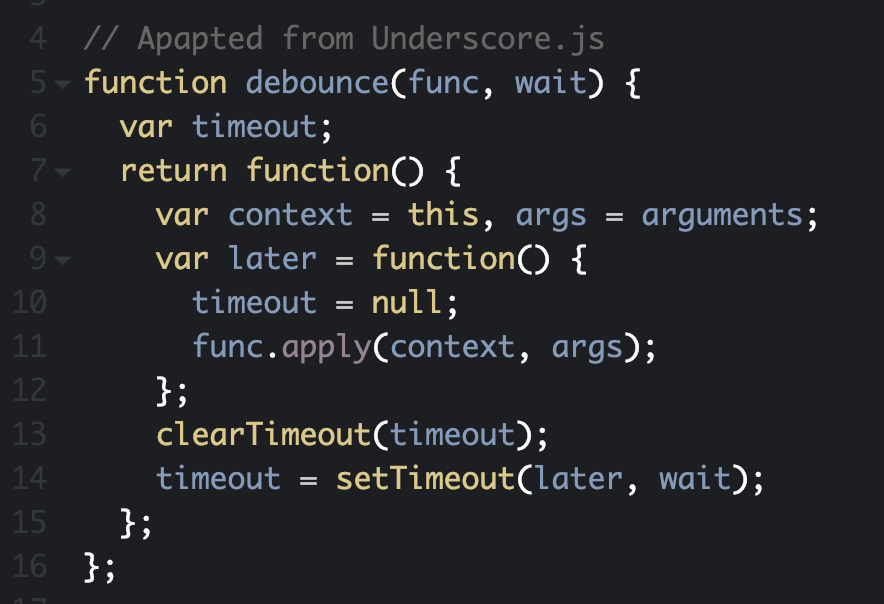 4 // Apapted from Underscore.js
5 function debounce(func, wait) {
6 var timeout;
7 return function() {
8 var context = this, args = arguments;
9 var later = function() {
10 timeout = null;
11 func.apply(context, args);
12 };
13 clearTimeout(timeout);
14 timeout = setTimeout(later, wait);
15 };
16 };